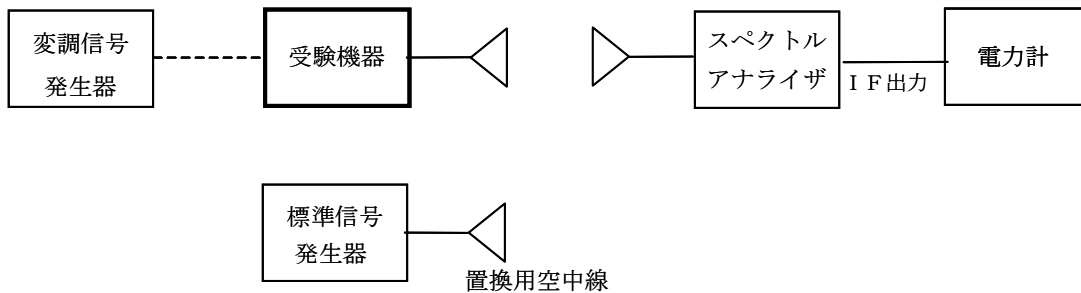 変調信号
発生器
受験機器
スペクトル
アナライザ
IF出力
電力計
標準信号
発生器
置換用空中線